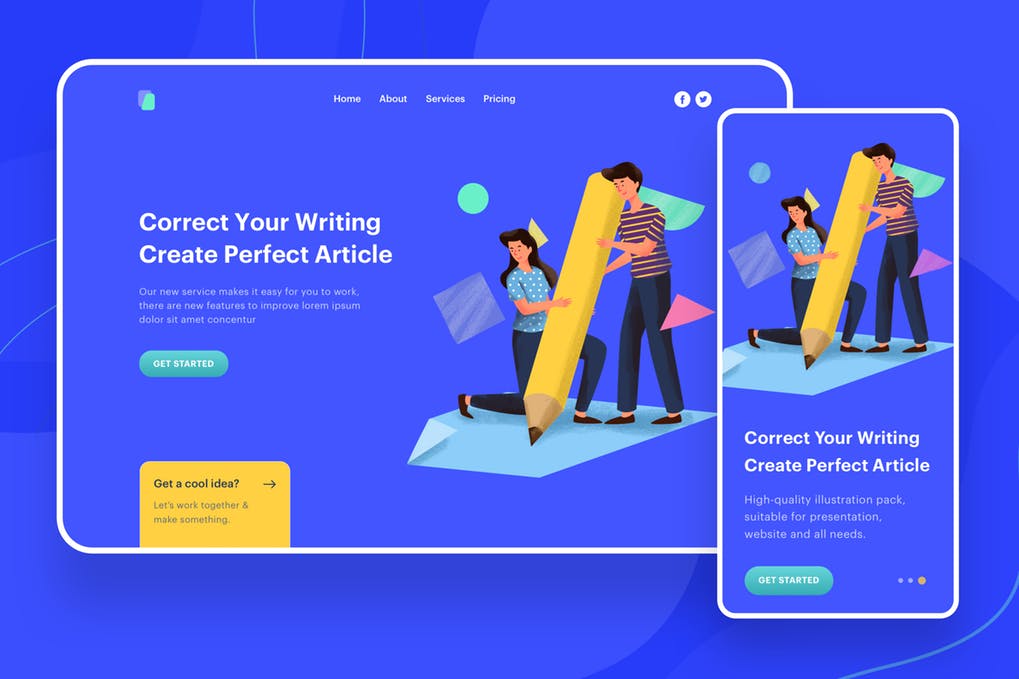 Home About Services Pricing
Correct Your Writing
Create Perfect Article
Our new service makes it easy for you to work,
there are new features to improve lorem ipsum
dolor sit amet concentur
GET STARTED
Get a cool idea?
Let's work together &
make something.
Correct Your Writing
Create Perfect Article
High-quality illustration pack,
suitable for presentation,
website and all needs.
GET STARTED